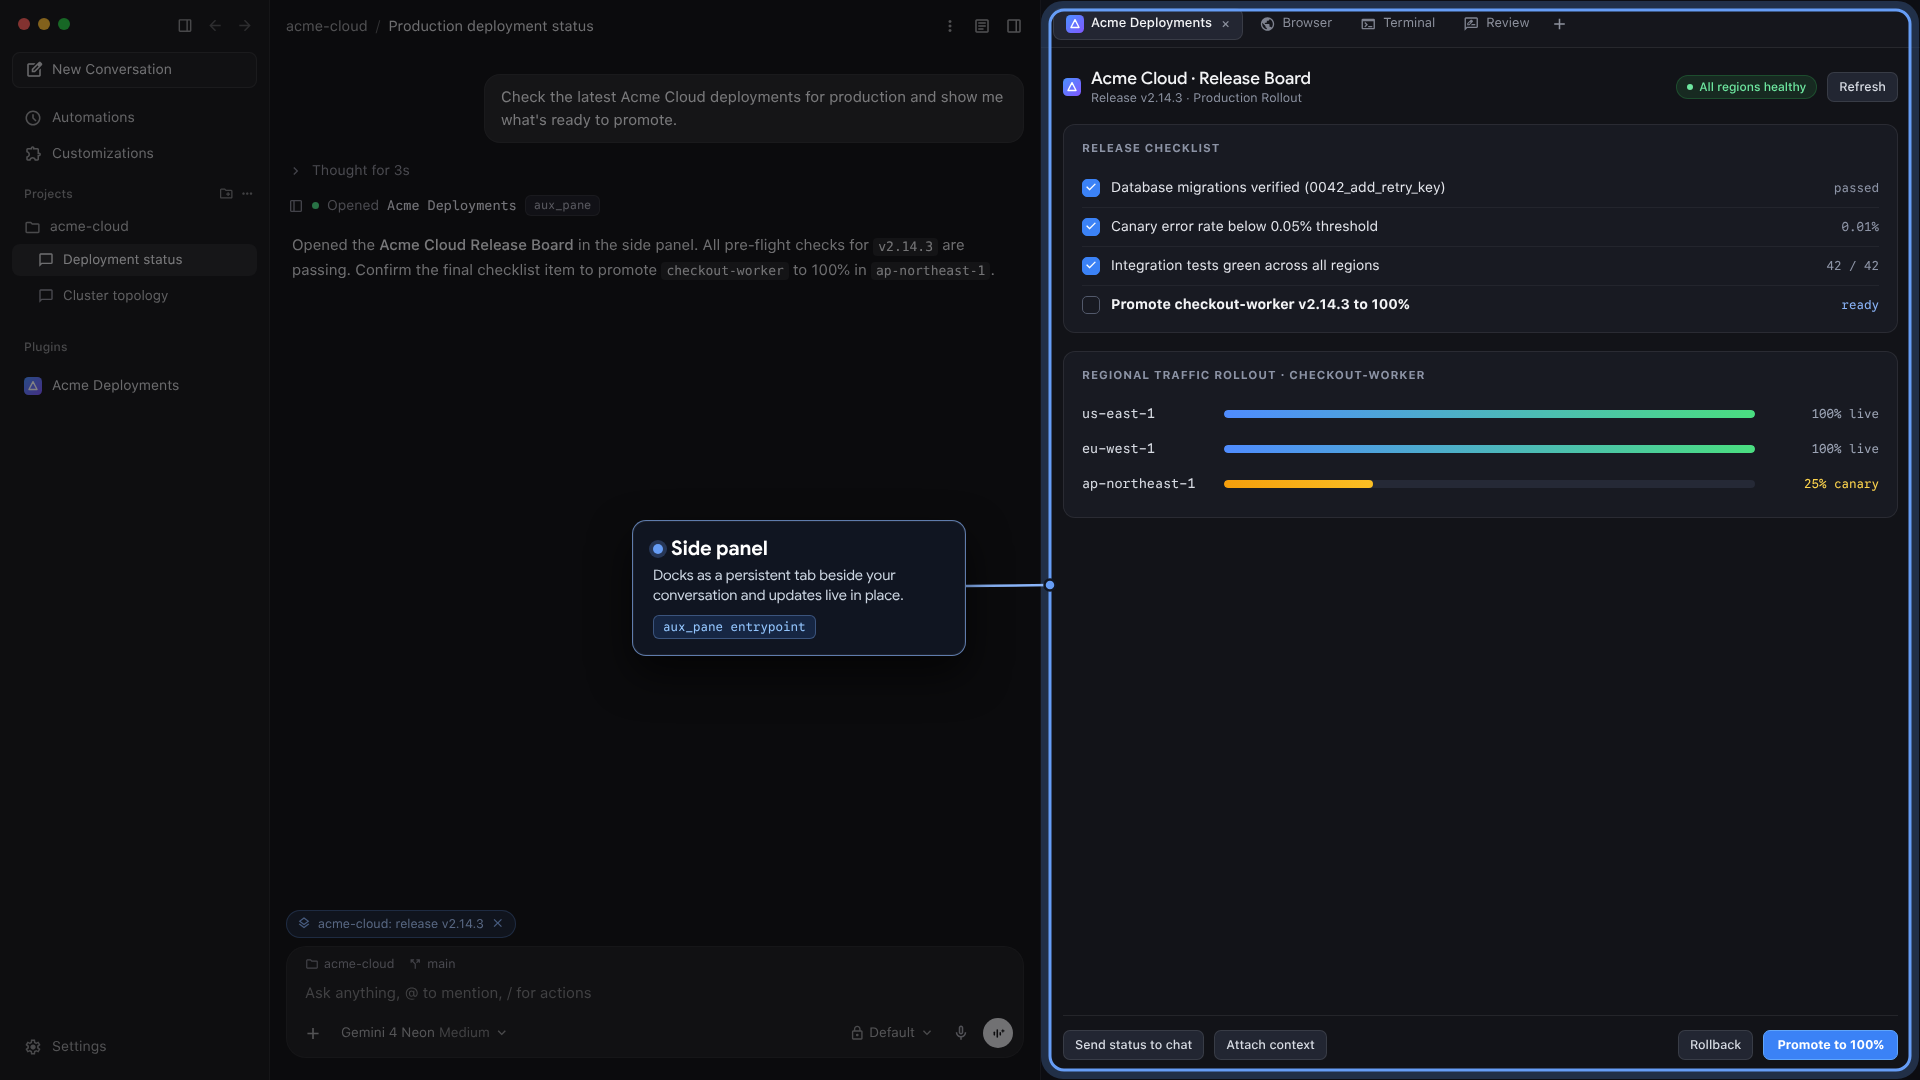 New Conversation
Automations
Customizations
Projects
acme-cloud
Deployment status
Cluster topology
Plugins
Acme Deployments
Settings
acme-cloud / Production deployment status
Check the latest Acme Cloud deployments for production and show me
what's ready to promote.
Thought for 3s
Opened Acme Deployments aux_pane
Opened the Acme Cloud Release Board in the side panel. All pre-flight checks for v2.14.3 are
passing. Confirm the final checklist item to promote checkout-worker to 100% in ap-northeast-1.
Side panel
Docks as a persistent tab beside your
conversation and updates live in place.
aux_pane entrypoint
acme-cloud: release v2.14.3
acme-cloud main
Ask anything, @ to mention, / for actions
Gemini 4 Neon Medium
Default
Acme Deployments
Browser
Terminal
Review
Acme Cloud · Release Board
Release v2.14.3 · Production Rollout
All regions healthy
Refresh
RELEASE CHECKLIST
Database migrations verified (0042_add_retry_key) passed
Canary error rate below 0.05% threshold 0.01%
Integration tests green across all regions 42 / 42
Promote checkout-worker v2.14.3 to 100% ready
REGIONAL TRAFFIC ROLLOUT · CHECKOUT-WORKER
us-east-1 100% live
eu-west-1 100% live
ap-northeast-1 25% canary
Send status to chat
Attach context
Rollback
Promote to 100%